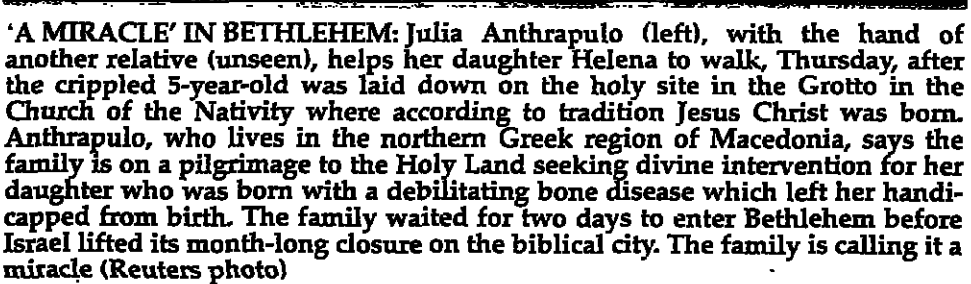 'A MIRACLE' IN BETHLEHEM: Julia Anthrapulo (left), with the hand of
another relative (unseen), helps her daughter Helena to walk, Thursday, after
the crippled 5-year-old was laid down on the holy site in the Grotto in the
Church of the Nativity where according to tradition Jesus Christ was born.
Anthrapulo, who lives in the northern Greek region of Macedonia, says the
family is on a pilgrimage to the Holy Land seeking divine intervention for her
daughter who was born with a debilitating bone disease which left her handi-
capped from birth. The family waited for two days to enter Bethlehem before
Israel lifted its month-long closure on the biblical city. The family is calling it a
miracle (Reuters photo)